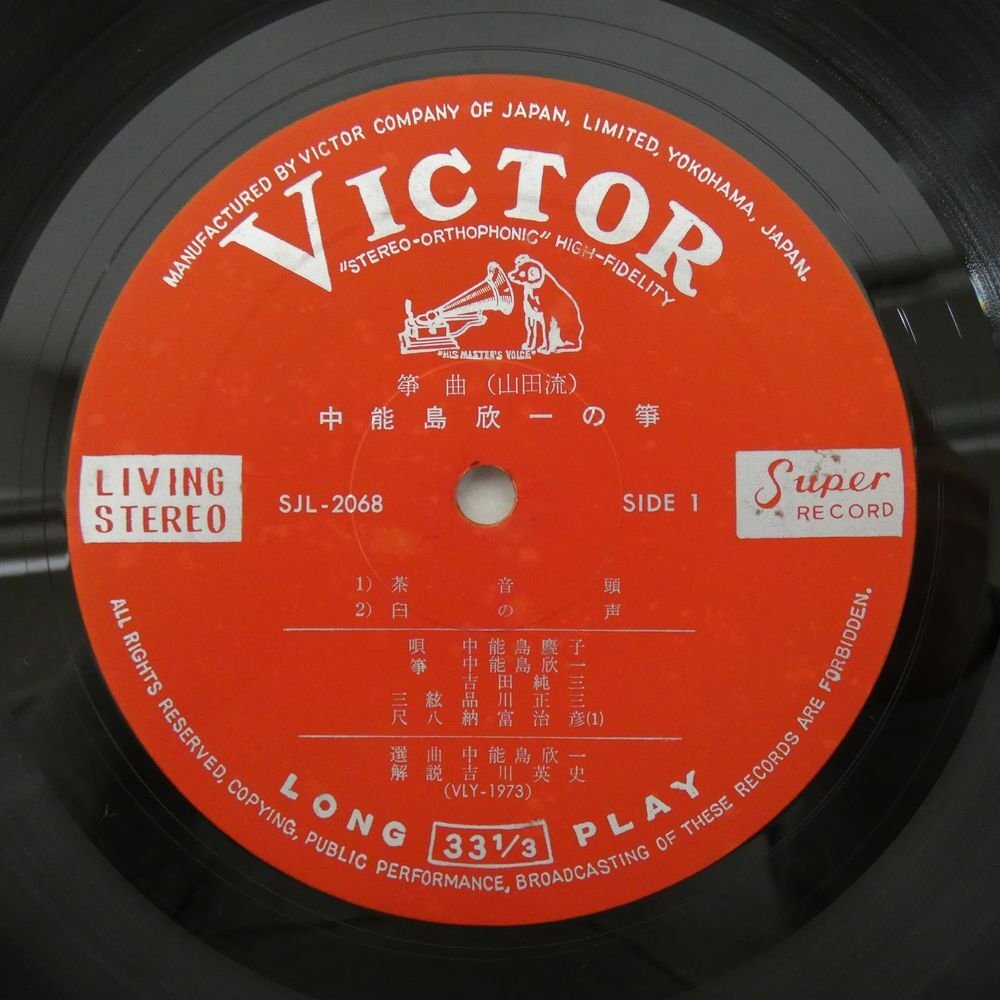 MANUFACTURED BY VICTOR COMPANY OF JAPAN, LIMITED, YOKOHAMA, JAPAN.
VICTOR
"STEREO-ORTHOPHONIC" HIGH-FIDELITY
"HIS MASTER'S VOICE"
箏曲（山田流）
中能島欣一の箏
LIVING
STEREO
SJL-2068
SIDE 1
Super
RECORD
1) 茶音頭
2) 臼の声
唄 中能島慶子
箏 中能島欣一
吉田純三
三絃 品川正三
尺八 納富治彦(1)
選曲 中能島欣一
解説 吉川英史
(VLY-1973)
LONG 33 1/3 PLAY
ALL RIGHTS RESERVED, COPYING, PUBLIC PERFORMANCE, BROADCASTING OF THESE RECORDS ARE FORBIDDEN.